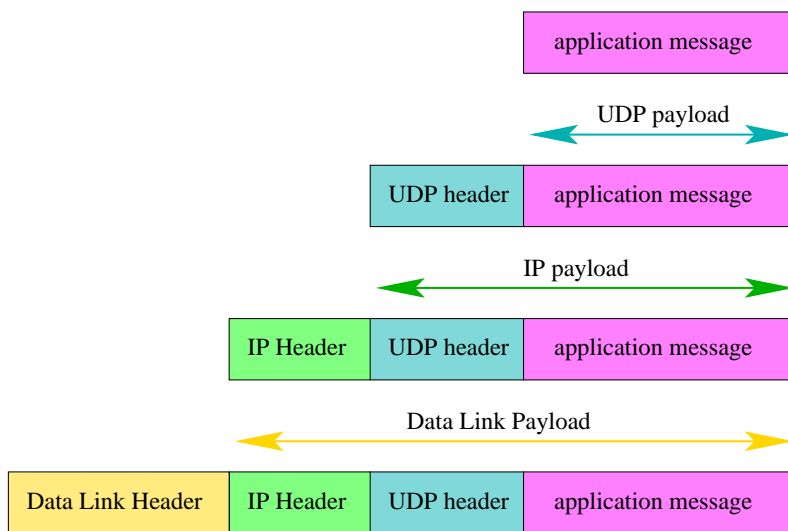 application message
UDP payload
UDP header application message
IP payload
IP Header UDP header application message
Data Link Payload
Data Link Header IP Header UDP header application message